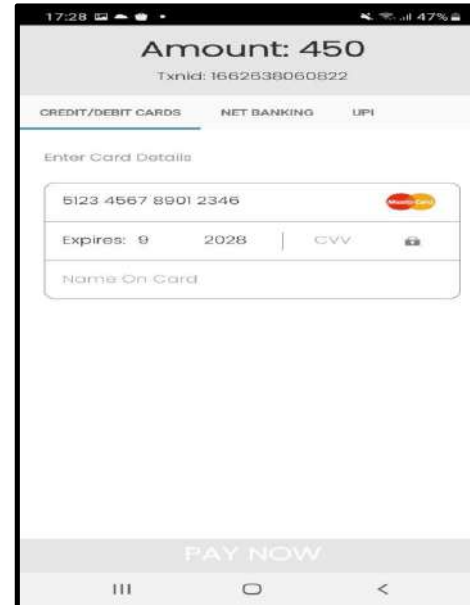 17:28 47%
Amount: 450
Txnid: 1662638060822
CREDIT/DEBIT CARDS NET BANKING UPI
Enter Card Details
5123 4567 8901 2346 MasterCard
Expires: 9 2028 CVV
Name On Card
PAY NOW